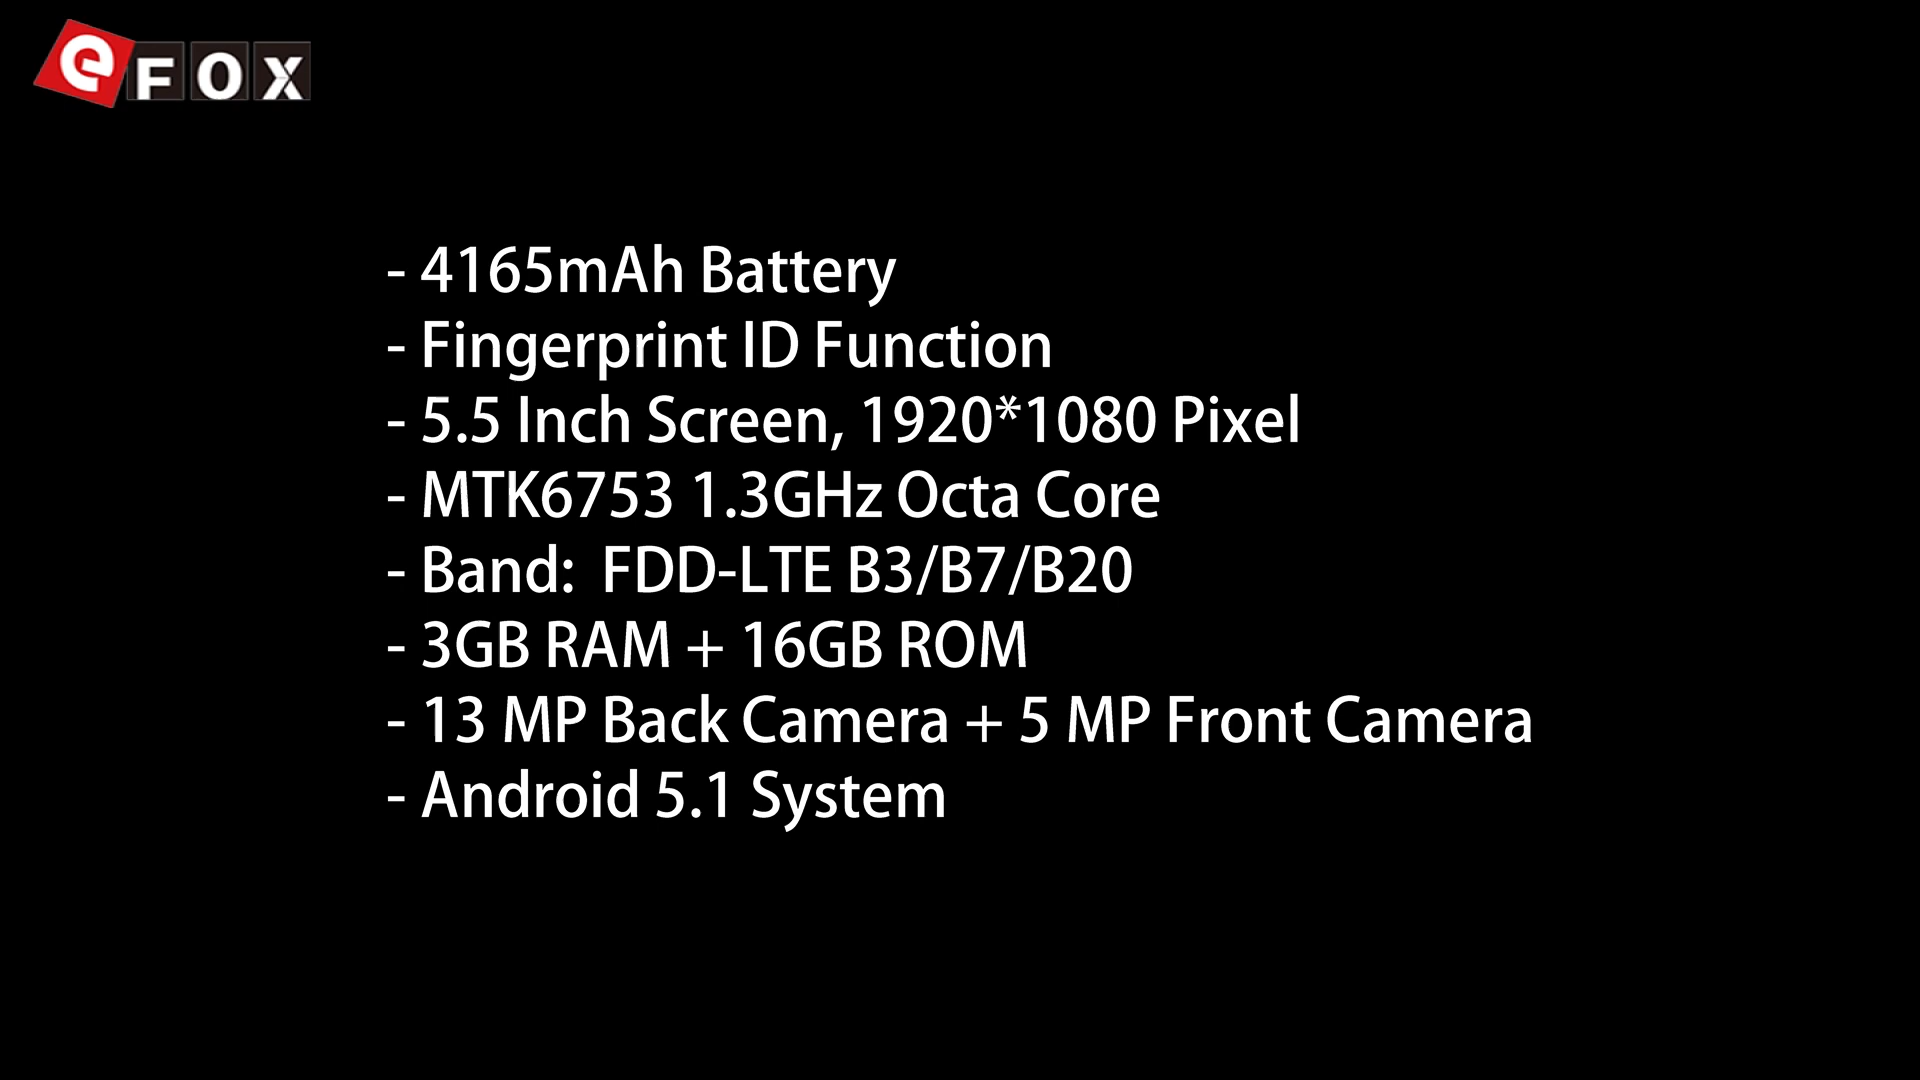 eFOX
- 4165mAh Battery
- Fingerprint ID Function
- 5.5 Inch Screen, 1920*1080 Pixel
- MTK6753 1.3GHz Octa Core
- Band:  FDD-LTE B3/B7/B20
- 3GB RAM + 16GB ROM
- 13 MP Back Camera + 5 MP Front Camera
- Android 5.1 System